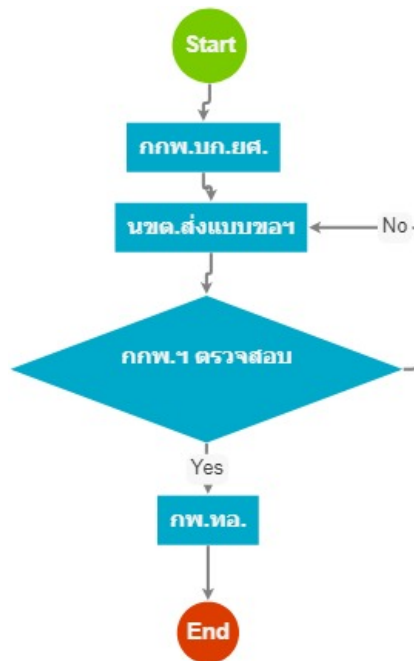 Start
กกพ.บก.ยศ.
นขต.ส่งแบบขอฯ
No
กกพ.ฯ ตรวจสอบ
Yes
กพ.ทอ.
End